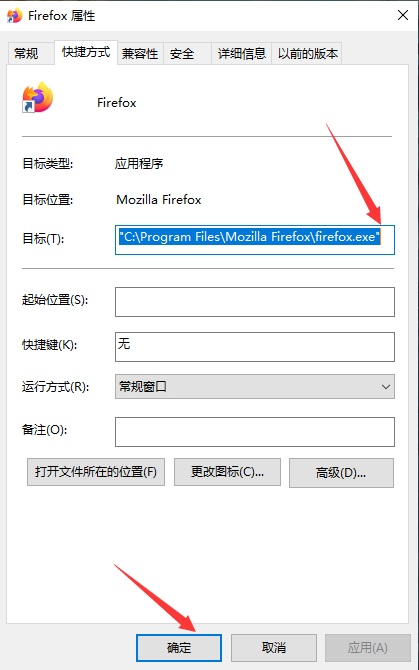 Firefox 属性
常规 快捷方式 兼容性 安全 详细信息 以前的版本
Firefox
目标类型: 应用程序
目标位置: Mozilla Firefox
目标(T): "C:\Program Files\Mozilla Firefox\firefox.exe"
起始位置(S):
快捷键(K): 无
运行方式(R): 常规窗口
备注(O):
打开文件所在的位置(F) 更改图标(C)... 高级(D)...
确定 取消 应用(A)